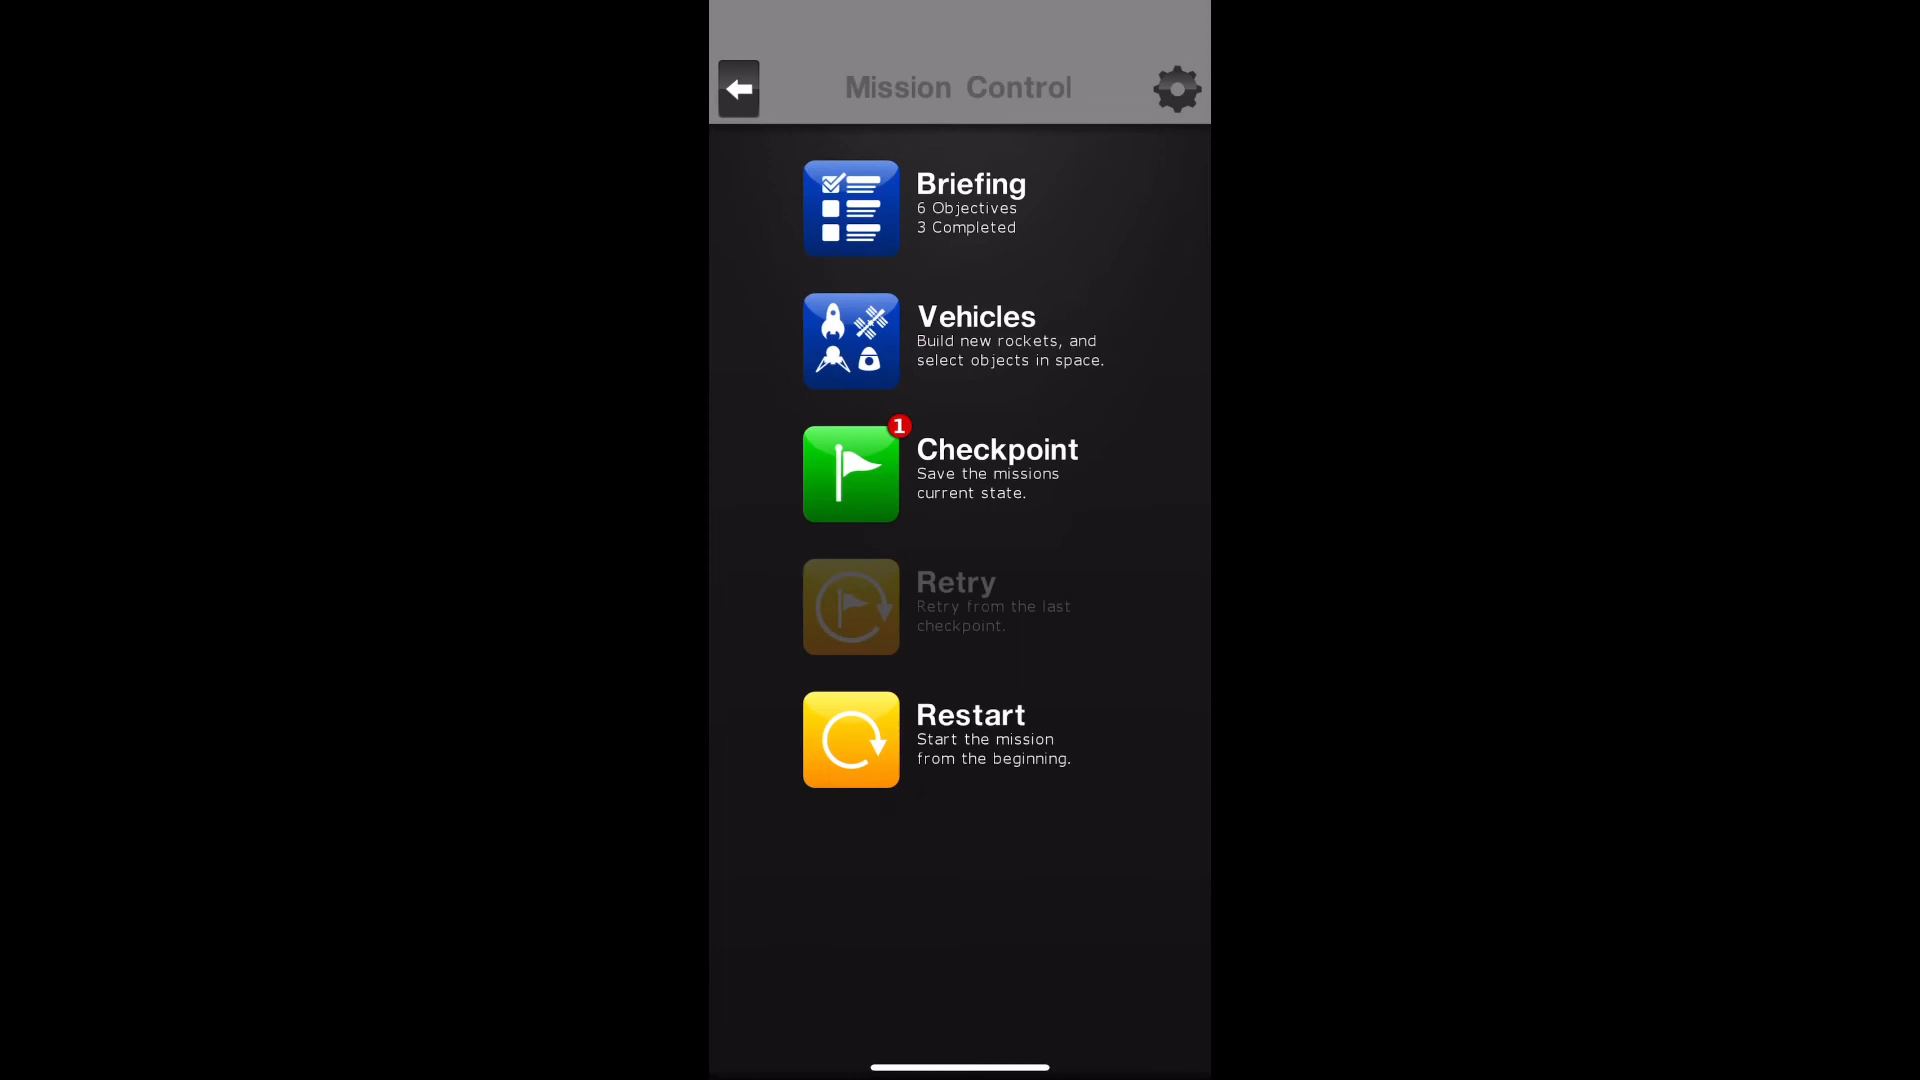 Mission Control
Briefing
6 Objectives
3 Completed
Vehicles
Build new rockets, and
select objects in space.
1
Checkpoint
Save the missions
current state.
Retry
Retry from the last
checkpoint.
Restart
Start the mission
from the beginning.